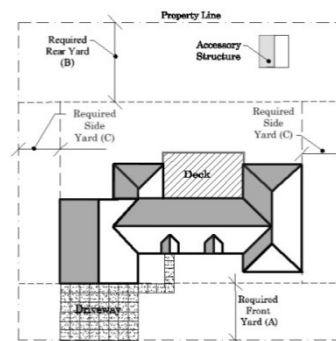 Property Line
Required
Rear Yard
(B)
Accessory
Structure
Required
Side
Yard (C)
Required
Side
Yard (C)
Deck
Driveway
Required
Front
Yard (A)